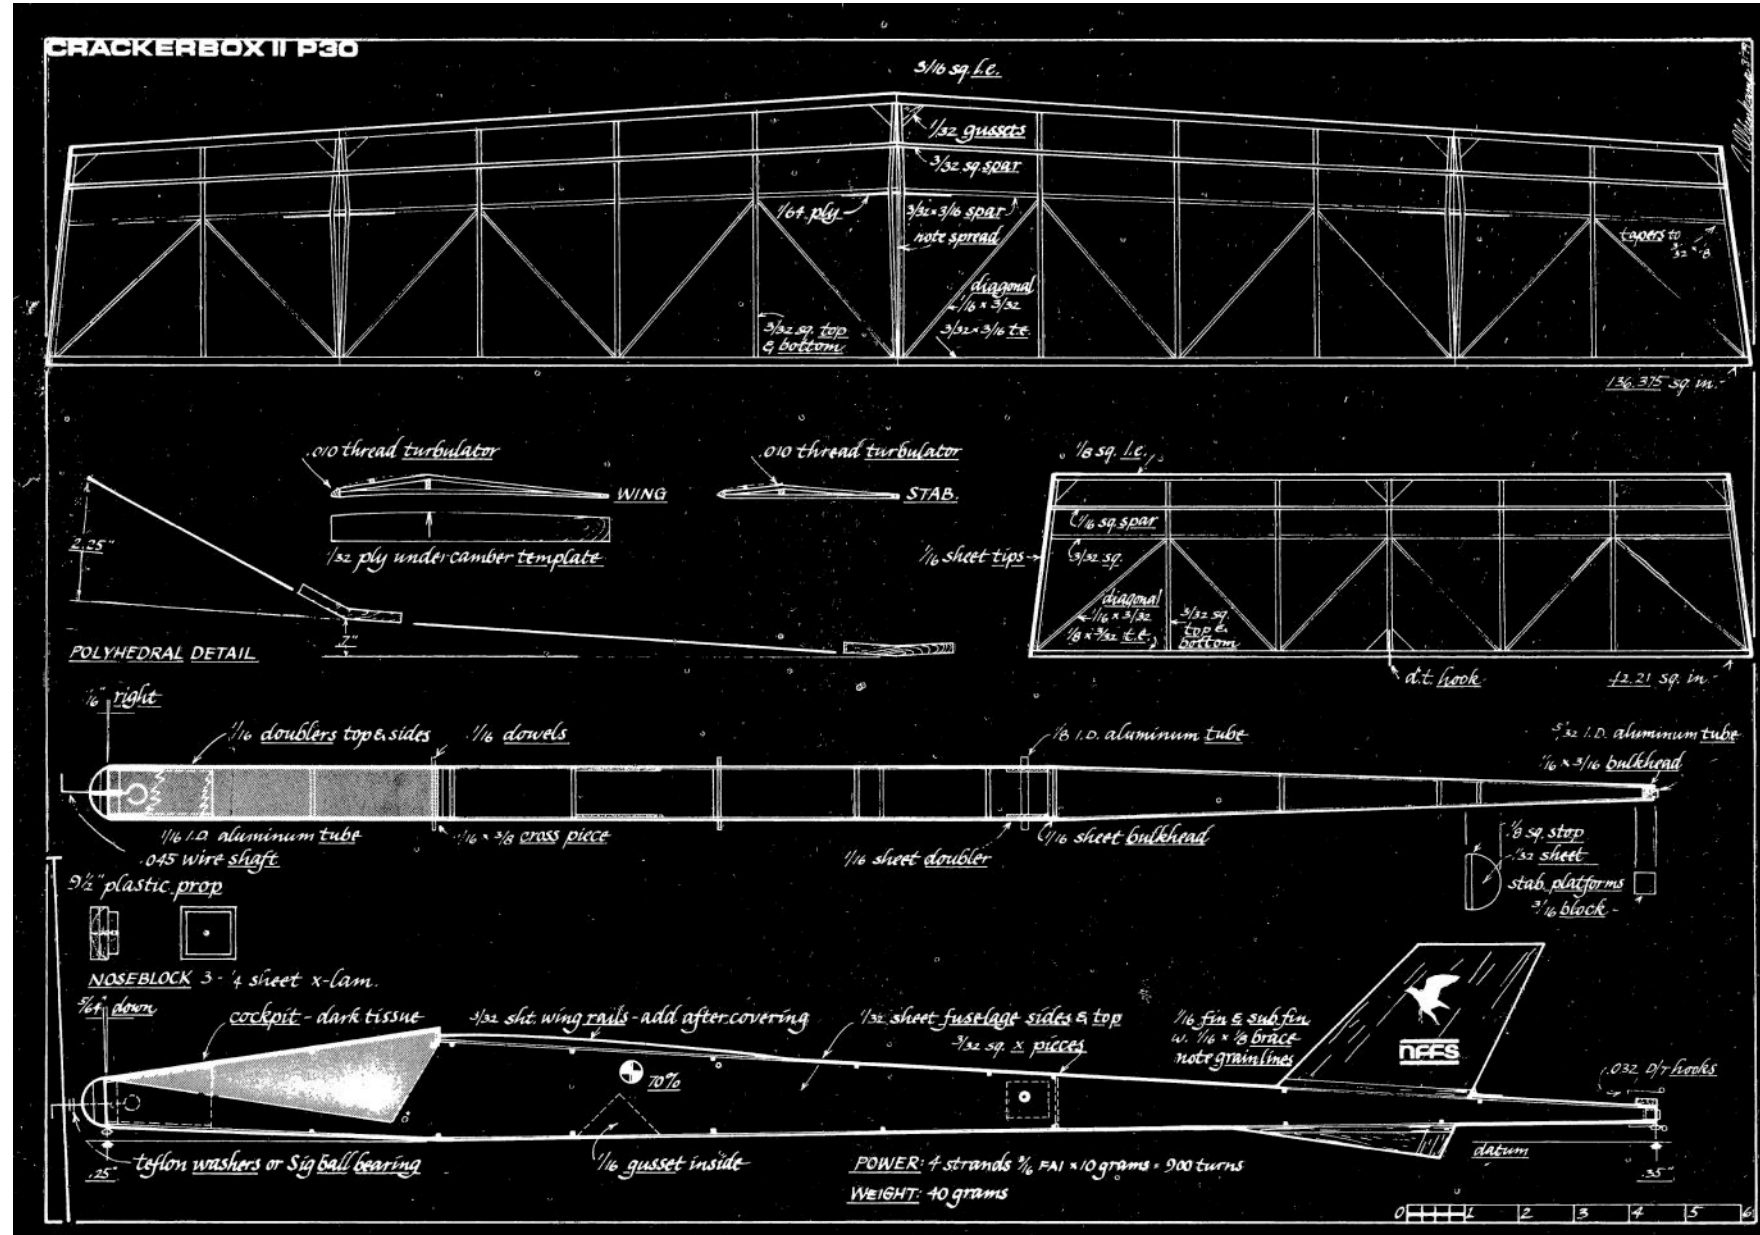 CRACKERBOX II P30
3/16 sq. l.e.
1/32 gussets
3/32 sq. spar
1/64 ply
3/32 x 3/16 spar
note spread
tapers to
diagonal
1/16 x 3/32
3/32 sq. top
& bottom
3/32 x 3/16 t.e.
136.375 sq. in.
.010 thread turbulator
WING
1/32 ply undercamber template
.010 thread turbulator
STAB.
2.25"
2"
POLYHEDRAL DETAIL
1/8 sq. l.e.
1/16 sq. spar
3/32 sq.
1/16 sheet tips
diagonal
1/16 x 3/32
1/8 x 3/32 t.e.
3/32 sq.
top &
bottom
d.t. hook
42.21 sq. in.
1/16" right
1/16 doublers top & sides
1/16 dowels
1/8 I.D. aluminum tube
5/32 I.D. aluminum tube
1/16 x 3/16 bulkhead
1/16 I.D. aluminum tube
.045 wire shaft
1/16 x 3/8 cross piece
1/16 sheet doubler
1/16 sheet bulkhead
1/8 sq. stop
1/32 sheet
stab platforms
3/16 block
9 1/2" plastic prop
NOSEBLOCK 3 - 1/4 sheet x-lam.
5/64" down
cockpit - dark tissue
3/32 sht. wing rails - add after covering
1/32 sheet fuselage sides & top
3/32 sq. x pieces
1/16 fin & sub fin
w. 1/16 x 1/8 brace
note grainlines
NFFS
.032 D/T hooks
70%
.25"
teflon washers or Sig ball bearing
1/16 gusset inside
datum
.35"
POWER: 4 strands 3/16 FAI x 10 grams = 900 turns
WEIGHT: 40 grams
0 1 2 3 4 5 6